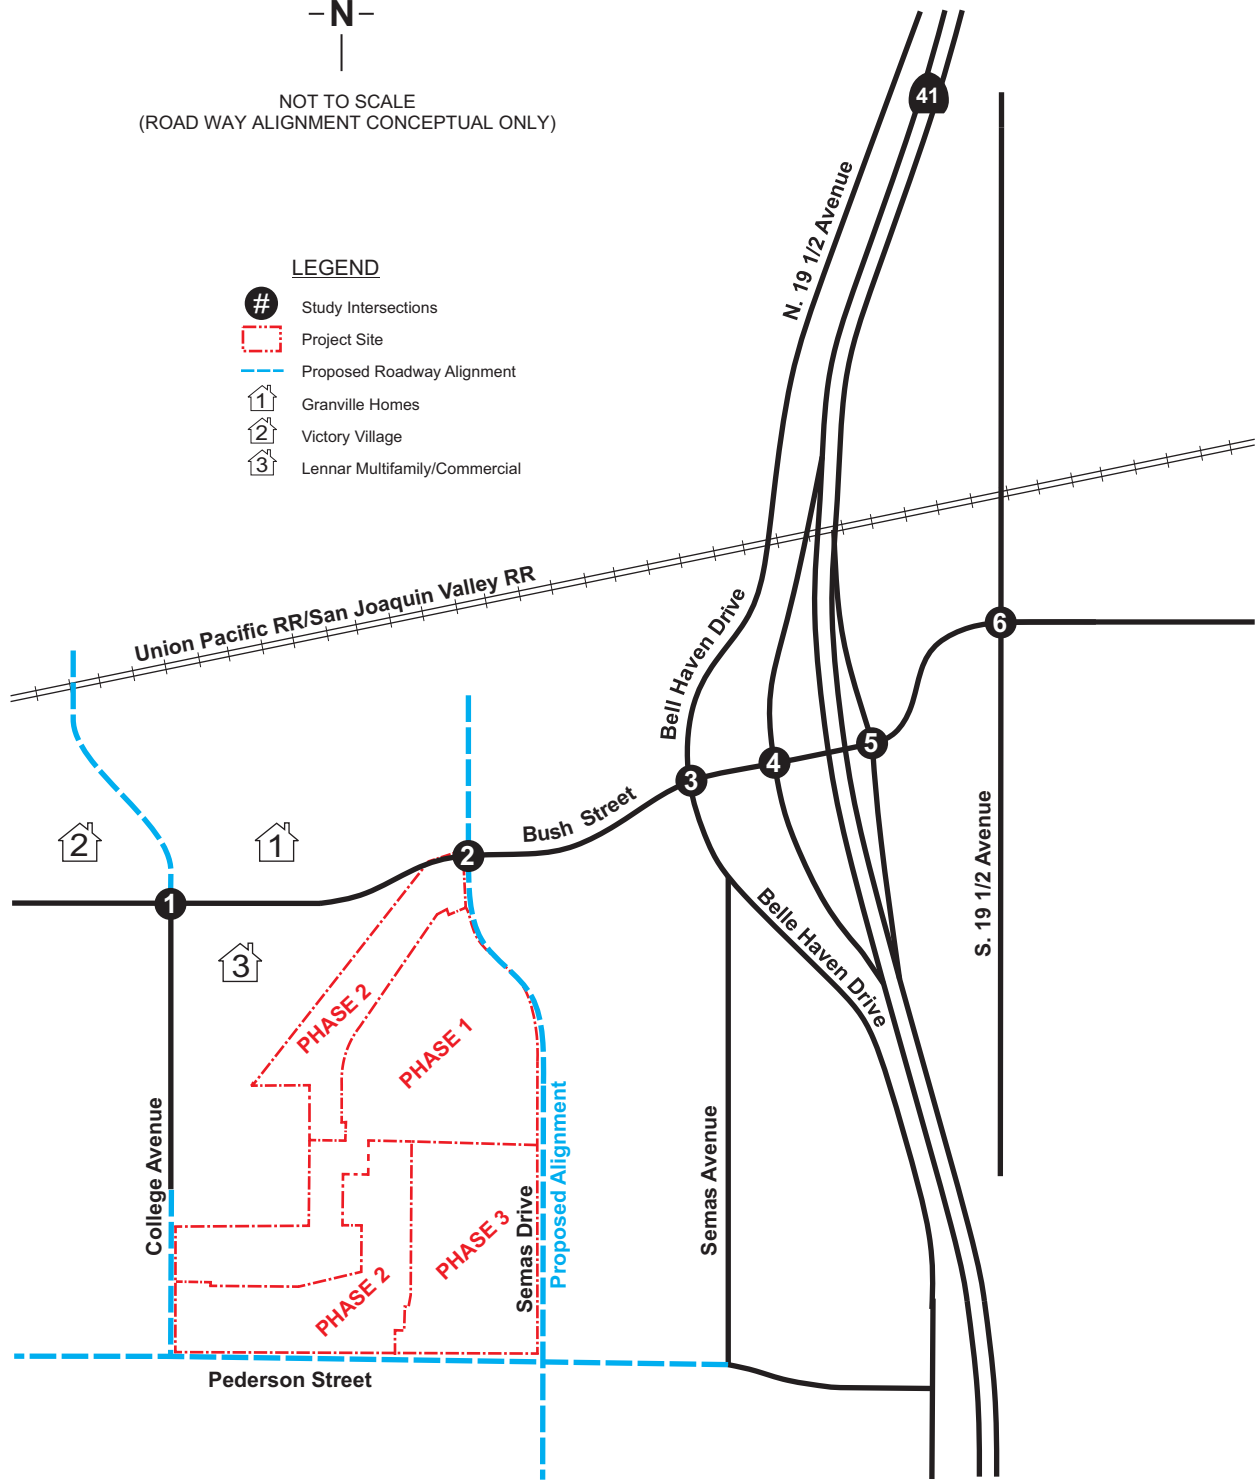 N
NOT TO SCALE
(ROAD WAY ALIGNMENT CONCEPTUAL ONLY)
41
N. 19 1/2 Avenue
LEGEND
# Study Intersections
Project Site
Proposed Roadway Alignment
1 Granville Homes
2 Victory Village
3 Lennar Multifamily/Commercial
Union Pacific RR/San Joaquin Valley RR
Bell Haven Drive
6
5
4
3
Bush Street
2
1
2
1
3
S. 19 1/2 Avenue
Belle Haven Drive
PHASE 2
PHASE 1
College Avenue
Semas Drive
Proposed Alignment
Semas Avenue
PHASE 3
PHASE 2
Pederson Street